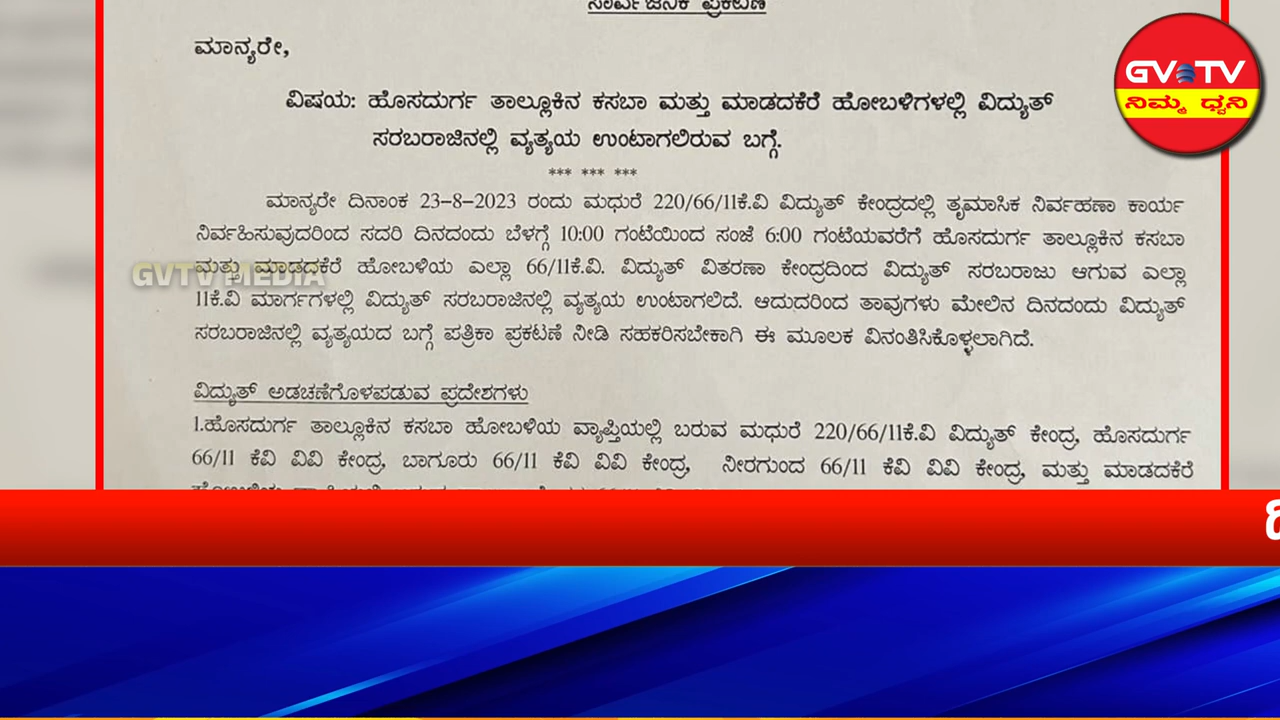 ಸಾರ್ವಜನಿಕ ಪ್ರಕಟಣೆ
ಮಾನ್ಯರೇ,
ವಿಷಯ: ಹೊಸದುರ್ಗ ತಾಲ್ಲೂಕಿನ ಕಸಬಾ ಮತ್ತು ಮಾಡದಕೆರೆ ಹೋಬಳಿಗಳಲ್ಲಿ ವಿದ್ಯುತ್
ಸರಬರಾಜಿನಲ್ಲಿ ವ್ಯತ್ಯಯ ಉಂಟಾಗಲಿರುವ ಬಗ್ಗೆ.
*** *** ***
ಮಾನ್ಯರೇ ದಿನಾಂಕ 23-8-2023 ರಂದು ಮಧುರೆ 220/66/11ಕೆ.ವಿ ವಿದ್ಯುತ್ ಕೇಂದ್ರದಲ್ಲಿ ತೃಮಾಸಿಕ ನಿರ್ವಹಣಾ ಕಾರ್ಯ
ನಿರ್ವಹಿಸುವುದರಿಂದ ಸದರಿ ದಿನದಂದು ಬೆಳಗ್ಗೆ 10:00 ಗಂಟೆಯಿಂದ ಸಂಜೆ 6:00 ಗಂಟೆಯವರೆಗೆ ಹೊಸದುರ್ಗ ತಾಲ್ಲೂಕಿನ ಕಸಬಾ
ಮತ್ತು ಮಾಡದಕೆರೆ ಹೋಬಳಿಯ ಎಲ್ಲಾ 66/11ಕೆ.ವಿ. ವಿದ್ಯುತ್ ವಿತರಣಾ ಕೇಂದ್ರದಿಂದ ವಿದ್ಯುತ್ ಸರಬರಾಜು ಆಗುವ ಎಲ್ಲಾ
11ಕೆ.ವಿ ಮಾರ್ಗಗಳಲ್ಲಿ ವಿದ್ಯುತ್ ಸರಬರಾಜಿನಲ್ಲಿ ವ್ಯತ್ಯಯ ಉಂಟಾಗಲಿದೆ. ಆದುದರಿಂದ ತಾವುಗಳು ಮೇಲಿನ ದಿನದಂದು ವಿದ್ಯುತ್
ಸರಬರಾಜಿನಲ್ಲಿ ವ್ಯತ್ಯಯದ ಬಗ್ಗೆ ಪತ್ರಿಕಾ ಪ್ರಕಟಣೆ ನೀಡಿ ಸಹಕರಿಸಬೇಕಾಗಿ ಈ ಮೂಲಕ ವಿನಂತಿಸಿಕೊಳ್ಳಲಾಗಿದೆ.
ವಿದ್ಯುತ್ ಅಡಚಣೆಗೊಳಪಡುವ ಪ್ರದೇಶಗಳು
1.ಹೊಸದುರ್ಗ ತಾಲ್ಲೂಕಿನ ಕಸಬಾ ಹೋಬಳಿಯ ವ್ಯಾಪ್ತಿಯಲ್ಲಿ ಬರುವ ಮಧುರೆ 220/66/11ಕೆ.ವಿ ವಿದ್ಯುತ್ ಕೇಂದ್ರ, ಹೊಸದುರ್ಗ
66/11 ಕೆವಿ ವಿವಿ ಕೇಂದ್ರ, ಬಾಗೂರು 66/11 ಕೆವಿ ವಿವಿ ಕೇಂದ್ರ, ನೀರಗುಂದ 66/11 ಕೆವಿ ವಿವಿ ಕೇಂದ್ರ, ಮತ್ತು ಮಾಡದಕೆರೆ
GVTV
ನಿಮ್ಮ ಧ್ವನಿ
GVTV MEDIA